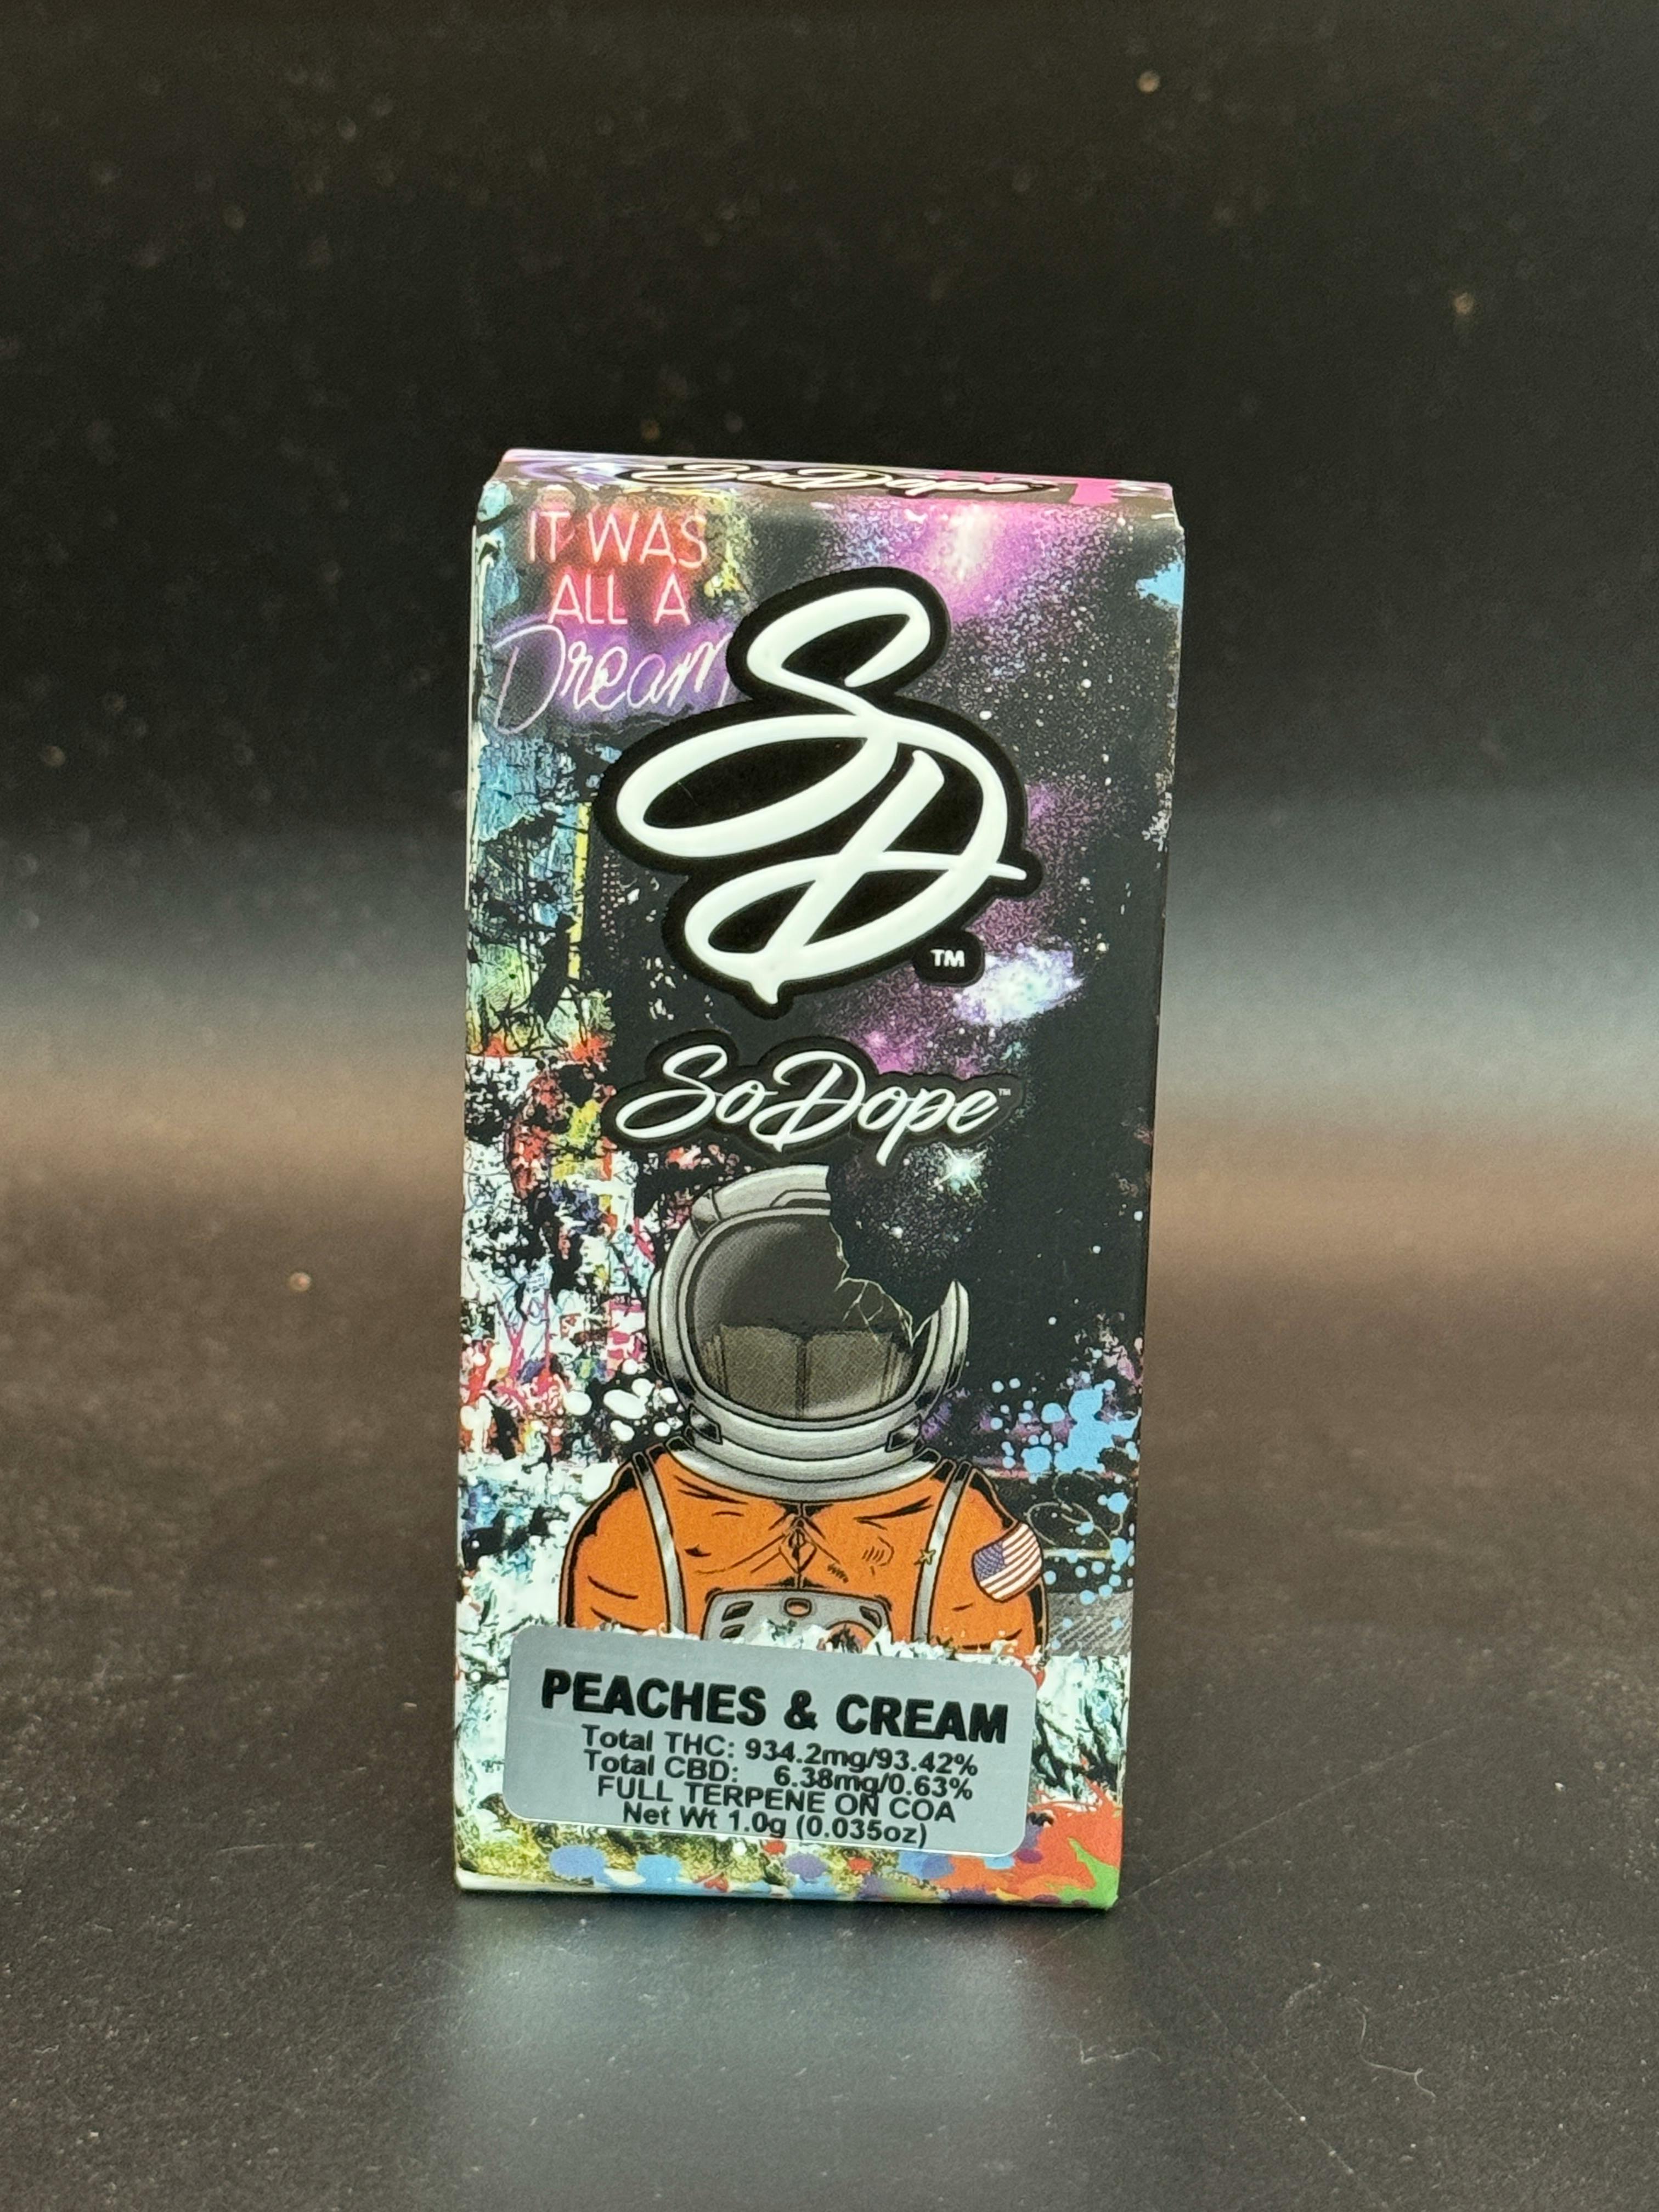 SoDope
IT WAS
ALL A
Dream
SD
TM
SoDope™
PEACHES & CREAM
Total THC: 934.2mg/93.42%
Total CBD: 6.38mg/0.63%
FULL TERPENE ON COA
Net Wt 1.0g (0.035oz)